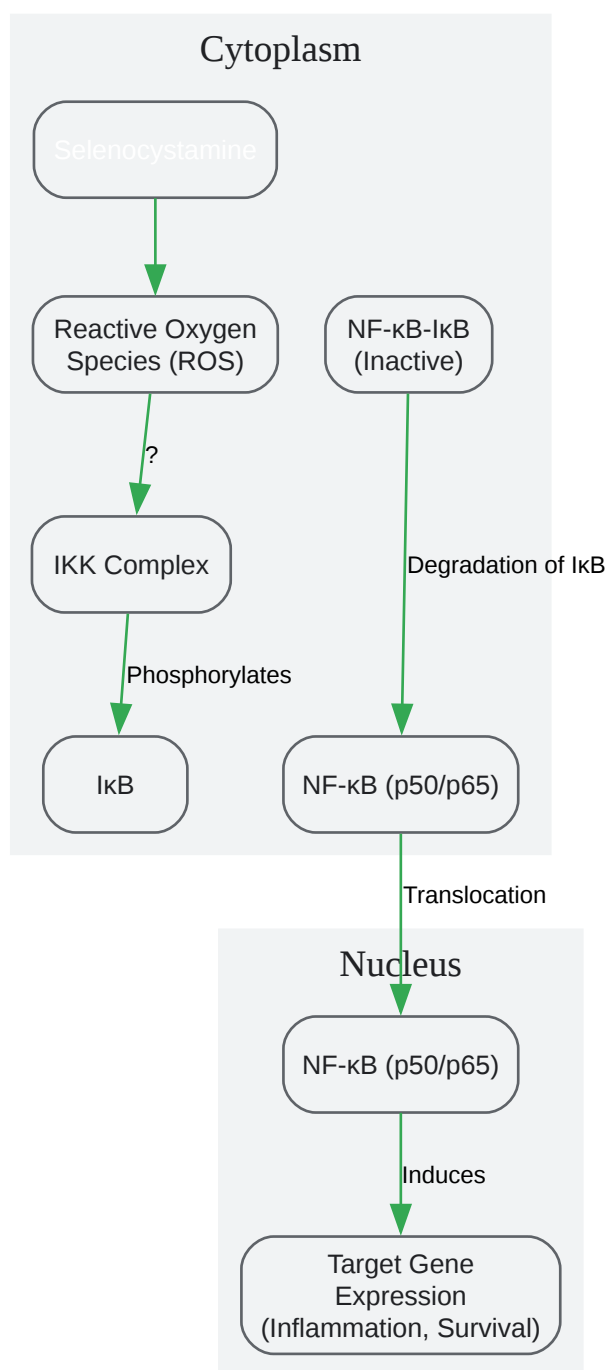 Cytoplasm
Selenocystamine
Reactive Oxygen
Species (ROS)
NF-κB-IκB
(Inactive)
?
IKK Complex
Degradation of IκB
Phosphorylates
IκB
NF-κB (p50/p65)
Translocation
Nucleus
NF-κB (p50/p65)
Induces
Target Gene
Expression
(Inflammation, Survival)